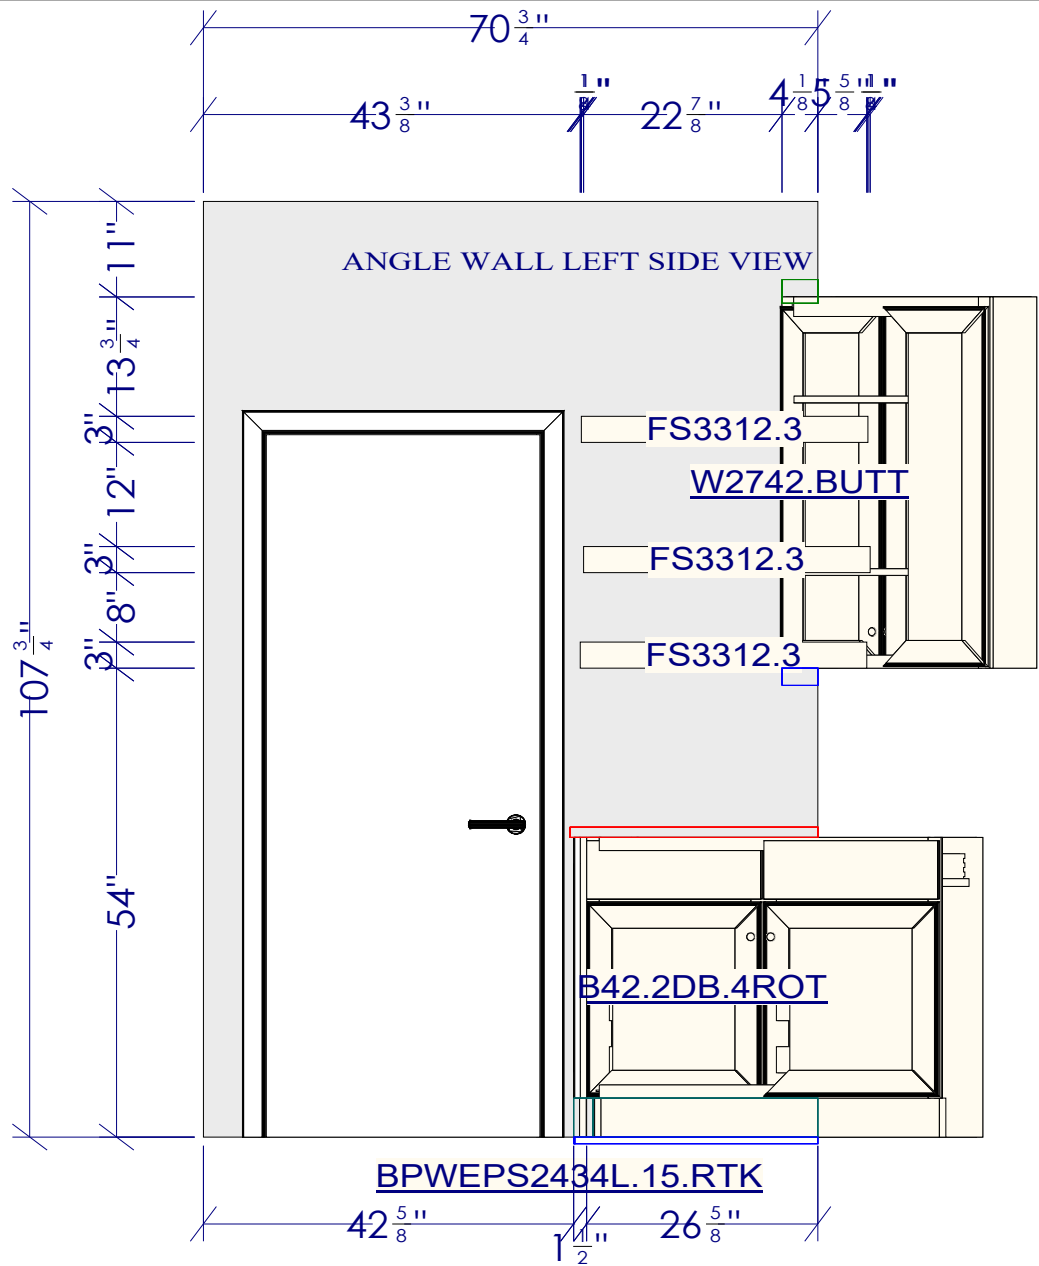 70 3/4"
43 3/8"
1/8"
22 7/8"
4 1/8
5 5/8"
11"
ANGLE WALL LEFT SIDE VIEW
13 3/4"
3"
FS3312.3
12"
W2742.BUTT
3"
FS3312.3
8"
3"
FS3312.3
107 3/4"
54"
B42.2DB.4ROT
BPWEPS2434L.15.RTK
42 5/8"
1 1/2"
26 5/8"